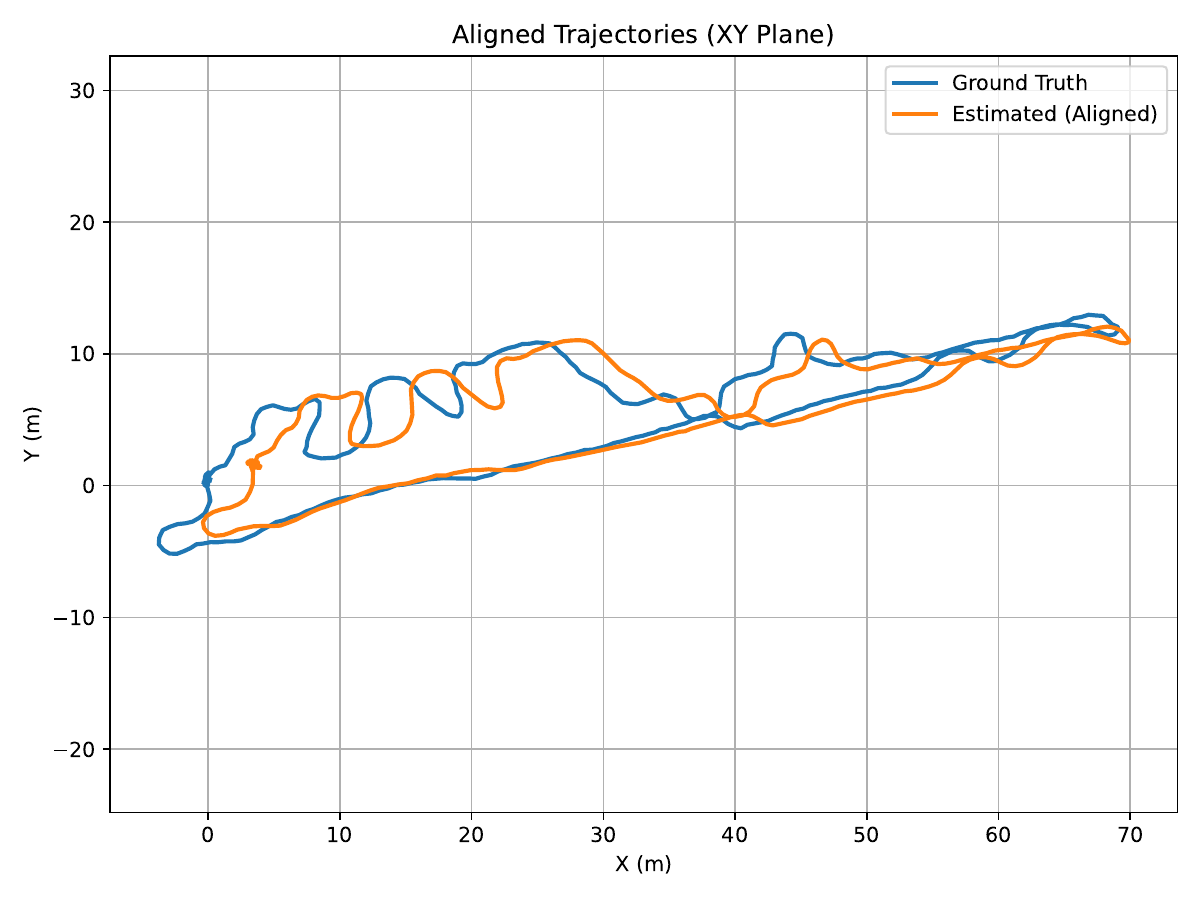 Aligned Trajectories (XY Plane)
Ground Truth
Estimated (Aligned)
30
20
10
0
−10
−20
Y (m)
0 10 20 30 40 50 60 70
X (m)